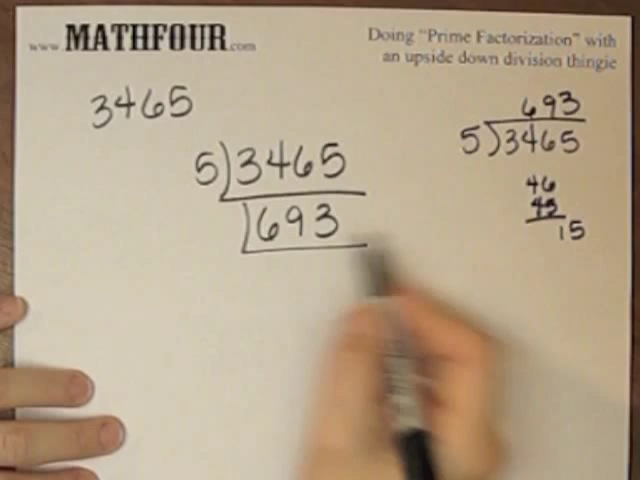 www.MATHFOUR.com
Doing "Prime Factorization" with
an upside down division thingie
3465
5)3465
693
693
5)3465
46
45
15